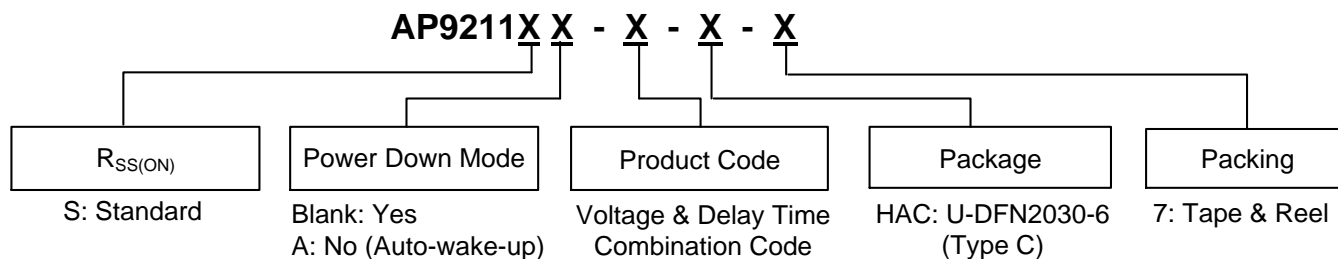 AP9211X X - X - X - X
RSS(ON)
S: Standard
Power Down Mode
Blank: Yes
A: No (Auto-wake-up)
Product Code
Voltage & Delay Time
Combination Code
Package
HAC: U-DFN2030-6
(Type C)
Packing
7: Tape & Reel